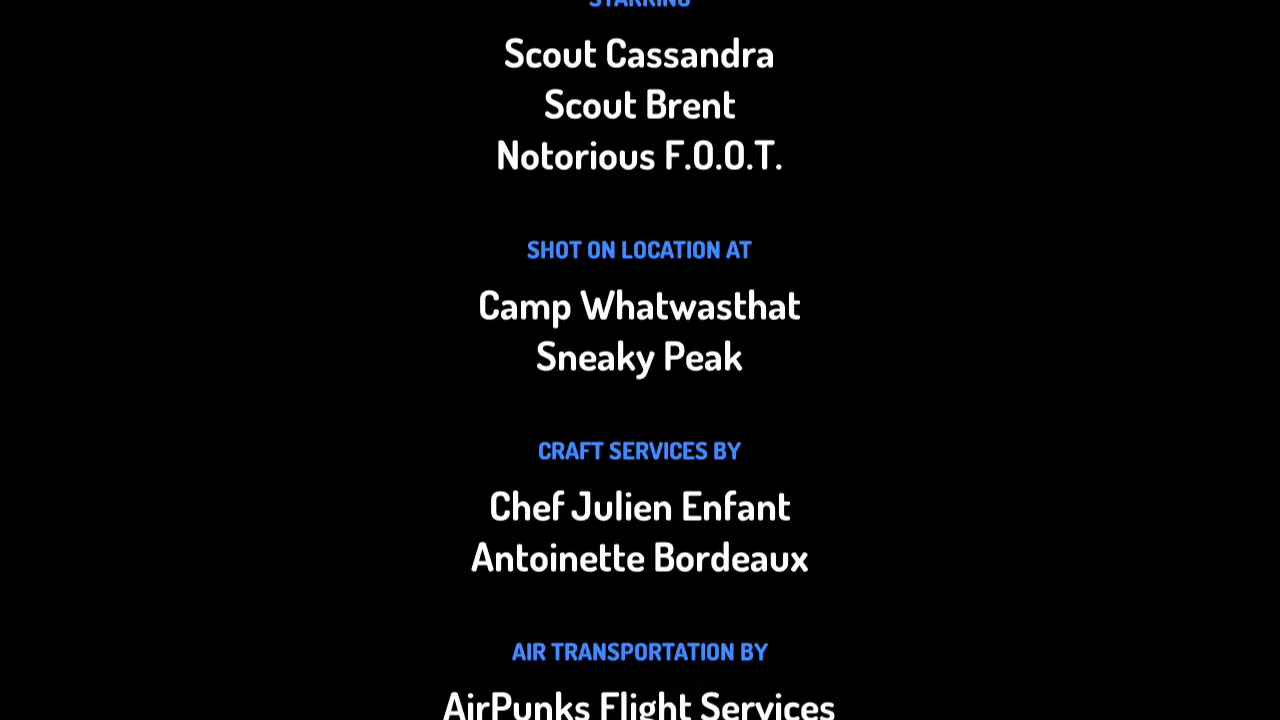 STARRING
Scout Cassandra
Scout Brent
Notorious F.O.O.T.
SHOT ON LOCATION AT
Camp Whatwasthat
Sneaky Peak
CRAFT SERVICES BY
Chef Julien Enfant
Antoinette Bordeaux
AIR TRANSPORTATION BY
AirPunks Flight Services